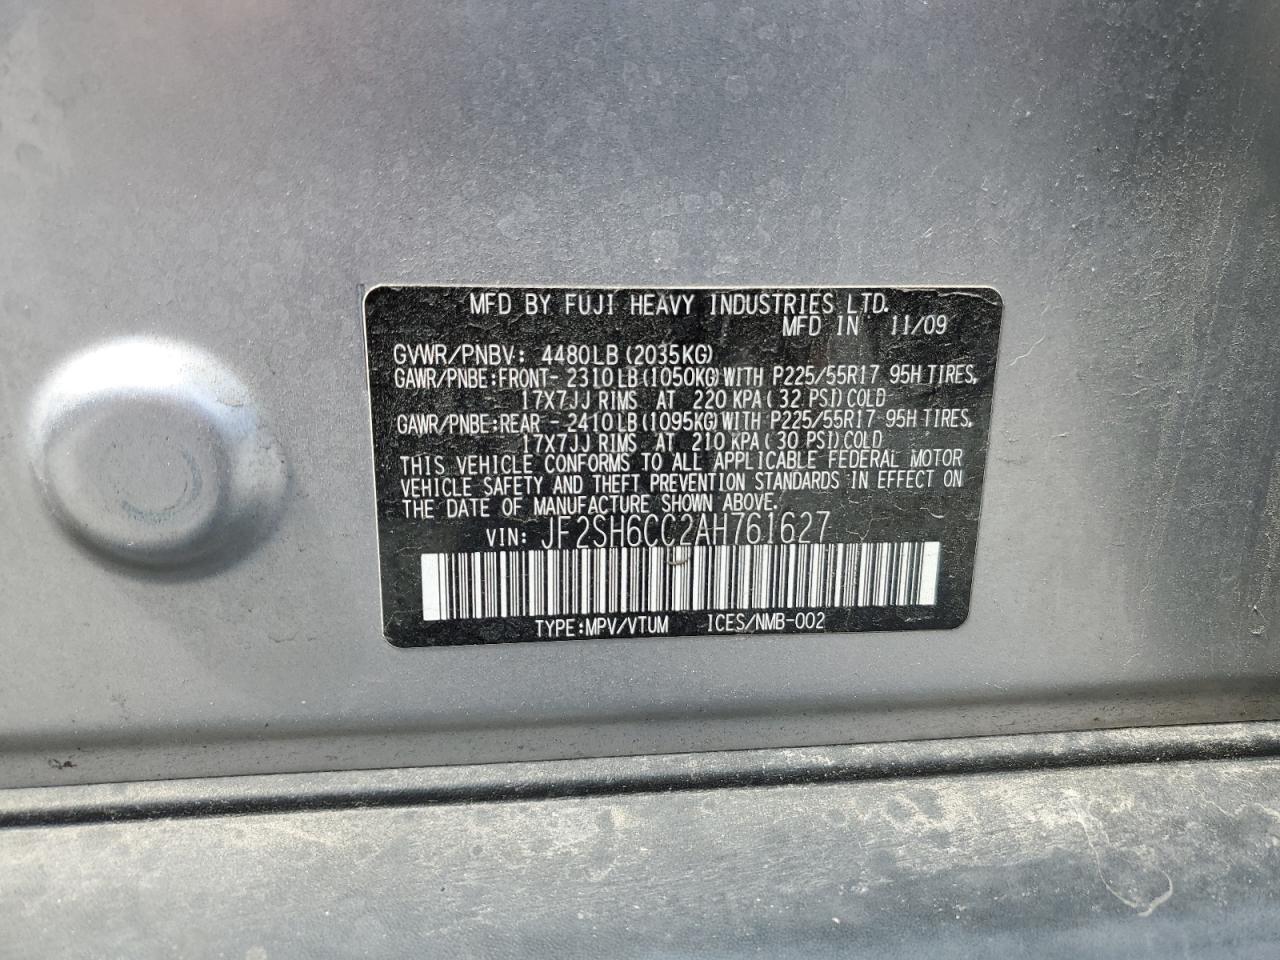 MFD BY FUJI HEAVY INDUSTRIES LTD.
MFD IN 11/09
GVWR/PNBV: 4480LB (2035KG)
GAWR/PNBE:FRONT- 2310LB (1050KG) WITH P225/55R17 95H TIRES,
17X7JJ RIMS AT 220 KPA (32 PSI) COLD
GAWR/PNBE:REAR - 2410LB (1095KG) WITH P225/55R17 95H TIRES,
17X7JJ RIMS AT 210 KPA (30 PSI) COLD
THIS VEHICLE CONFORMS TO ALL APPLICABLE FEDERAL MOTOR
VEHICLE SAFETY AND THEFT PREVENTION STANDARDS IN EFFECT ON
THE DATE OF MANUFACTURE SHOWN ABOVE.
VIN: JF2SH6CC2AH761627
TYPE:MPV/VTUM ICES/NMB-002